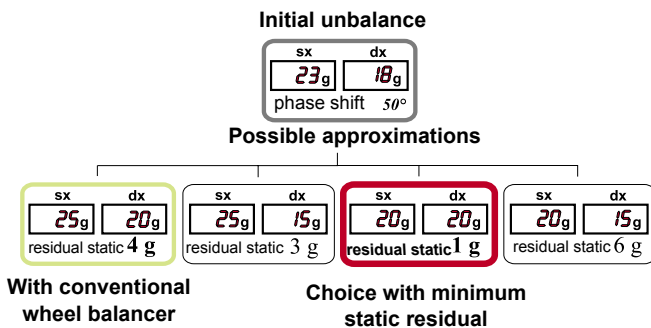 Initial unbalance
sx dx
23g 18g
phase shift 50°
Possible approximations
sx dx sx dx sx dx sx dx
25g 20g 25g 15g 20g 20g 20g 15g
residual static 4 g residual static 3 g residual static 1 g residual static 6 g
With conventional
wheel balancer
Choice with minimum
static residual